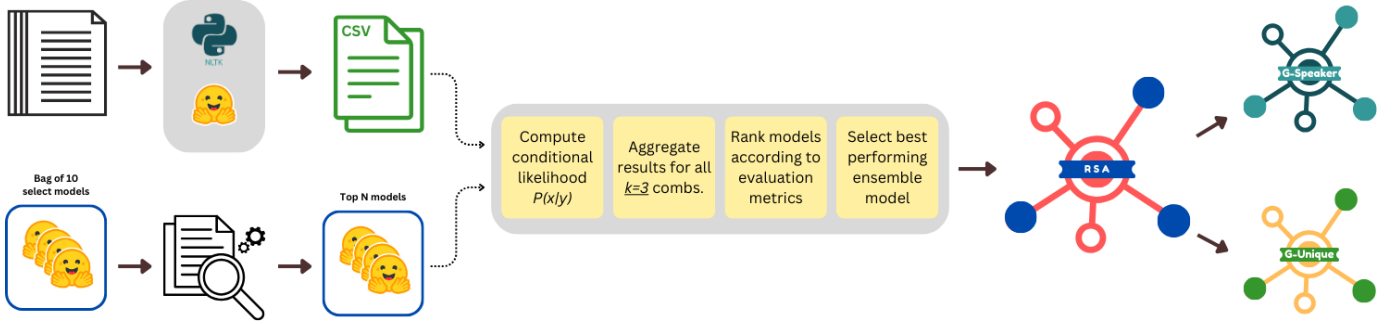 NLTK
CSV
Bag of 10
select models
Top N models
Compute
conditional
likelihood
P(x|y)
Aggregate
results for all
k=3 combs.
Rank models
according to
evaluation
metrics
Select best
performing
ensemble
model
RSA
G-Speaker
G-Unique